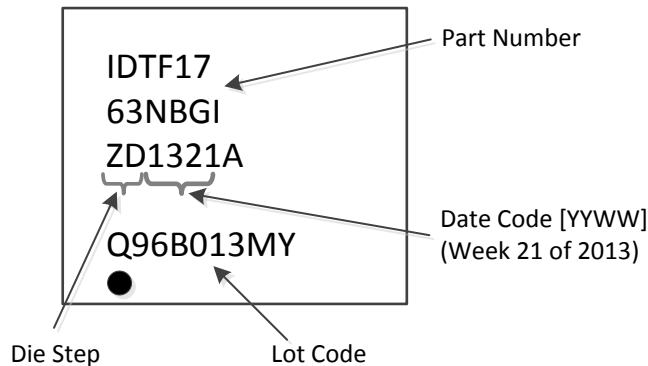 IDTF17
63NBGI
ZD1321A
Q96B013MY
Part Number
Date Code [YYWW]
(Week 21 of 2013)
Die Step
Lot Code